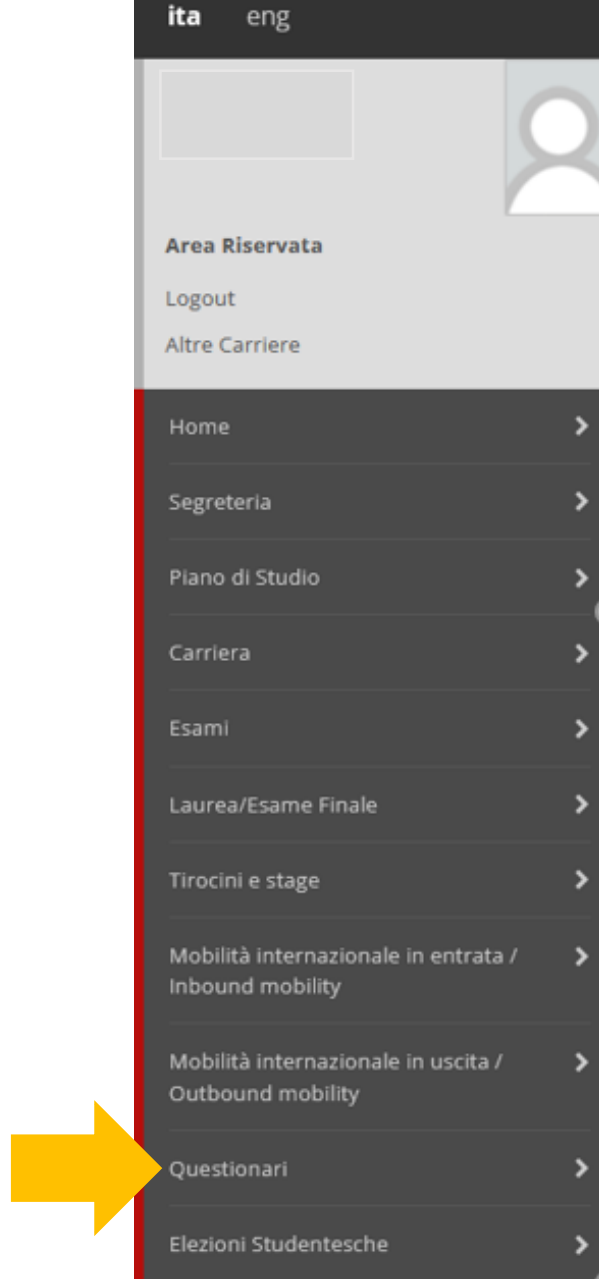 ita eng
Area Riservata
Logout
Altre Carriere
Home
Segreteria
Piano di Studio
Carriera
Esami
Laurea/Esame Finale
Tirocini e stage
Mobilità internazionale in entrata /
Inbound mobility
Mobilità internazionale in uscita /
Outbound mobility
Questionari
Elezioni Studentesche